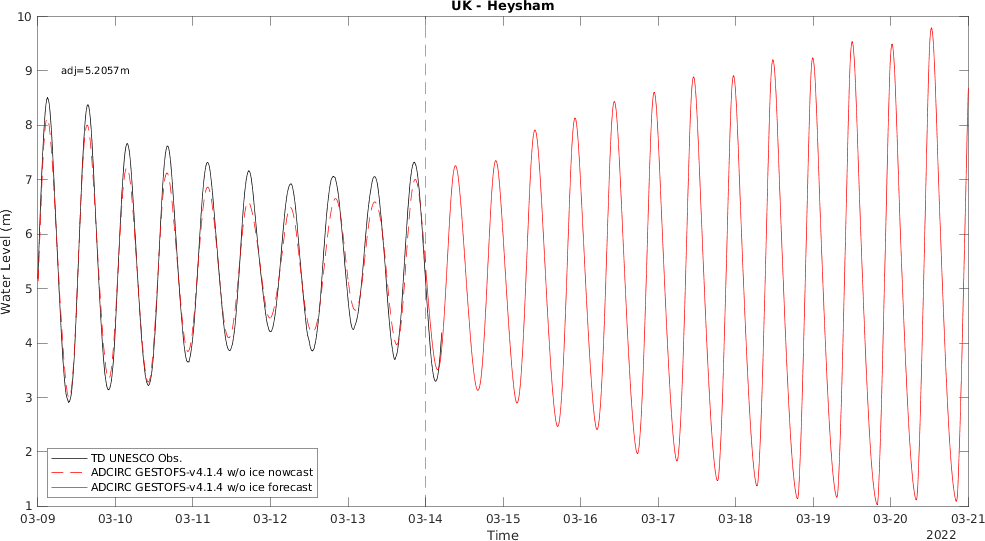 UK - Heysham
10
9
8
7
6
5
4
3
2
1
Water Level (m)
adj=5.2057m
TD UNESCO Obs.
ADCIRC GESTOFS-v4.1.4 w/o ice nowcast
ADCIRC GESTOFS-v4.1.4 w/o ice forecast
03-09 03-10 03-11 03-12 03-13 03-14 03-15 03-16 03-17 03-18 03-19 03-20 03-21
Time
2022